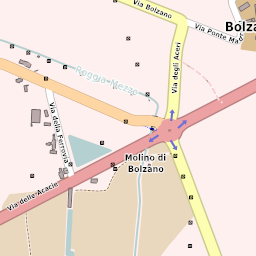 Via Bolzano
Bolza
Via Ponte Ma
Via degli Aceri
Roggia Mezzo
Via della Ferrovia
Molino di
Bolzano
Via delle Acacie